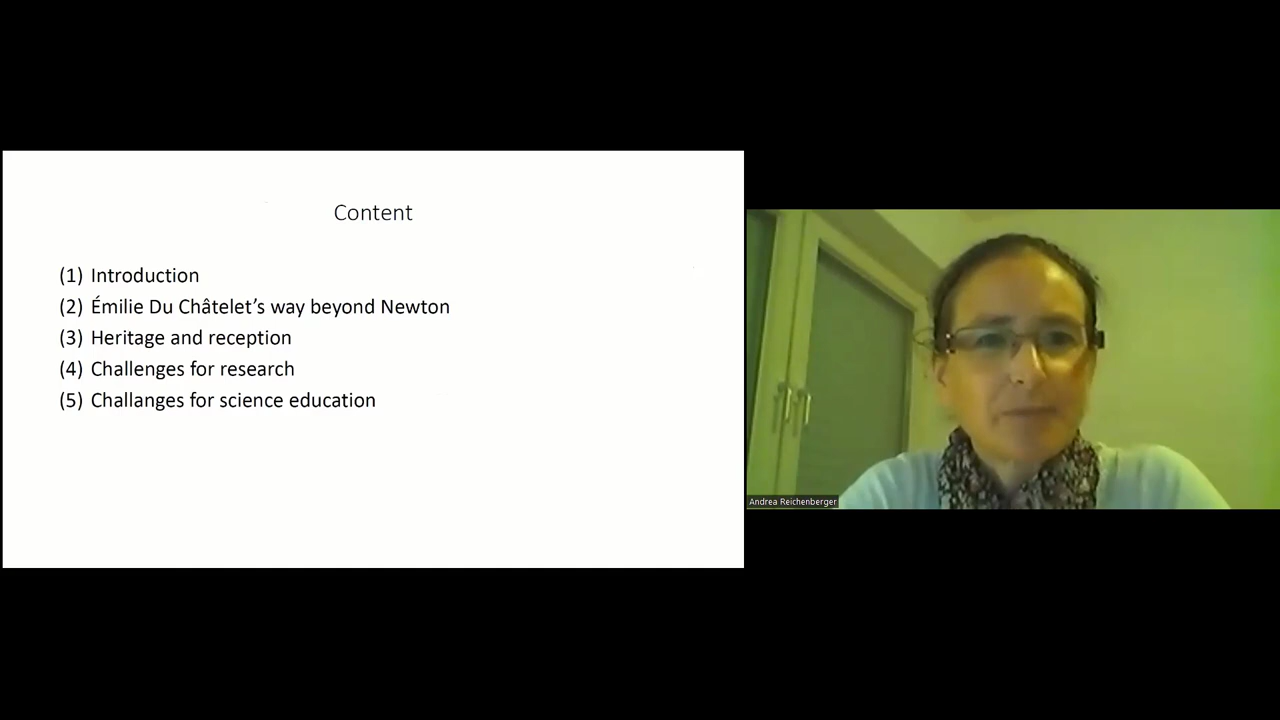 Content
(1) Introduction
(2) Émilie Du Châtelet’s way beyond Newton
(3) Heritage and reception
(4) Challenges for research
(5) Challanges for science education
Andrea Reichenberger